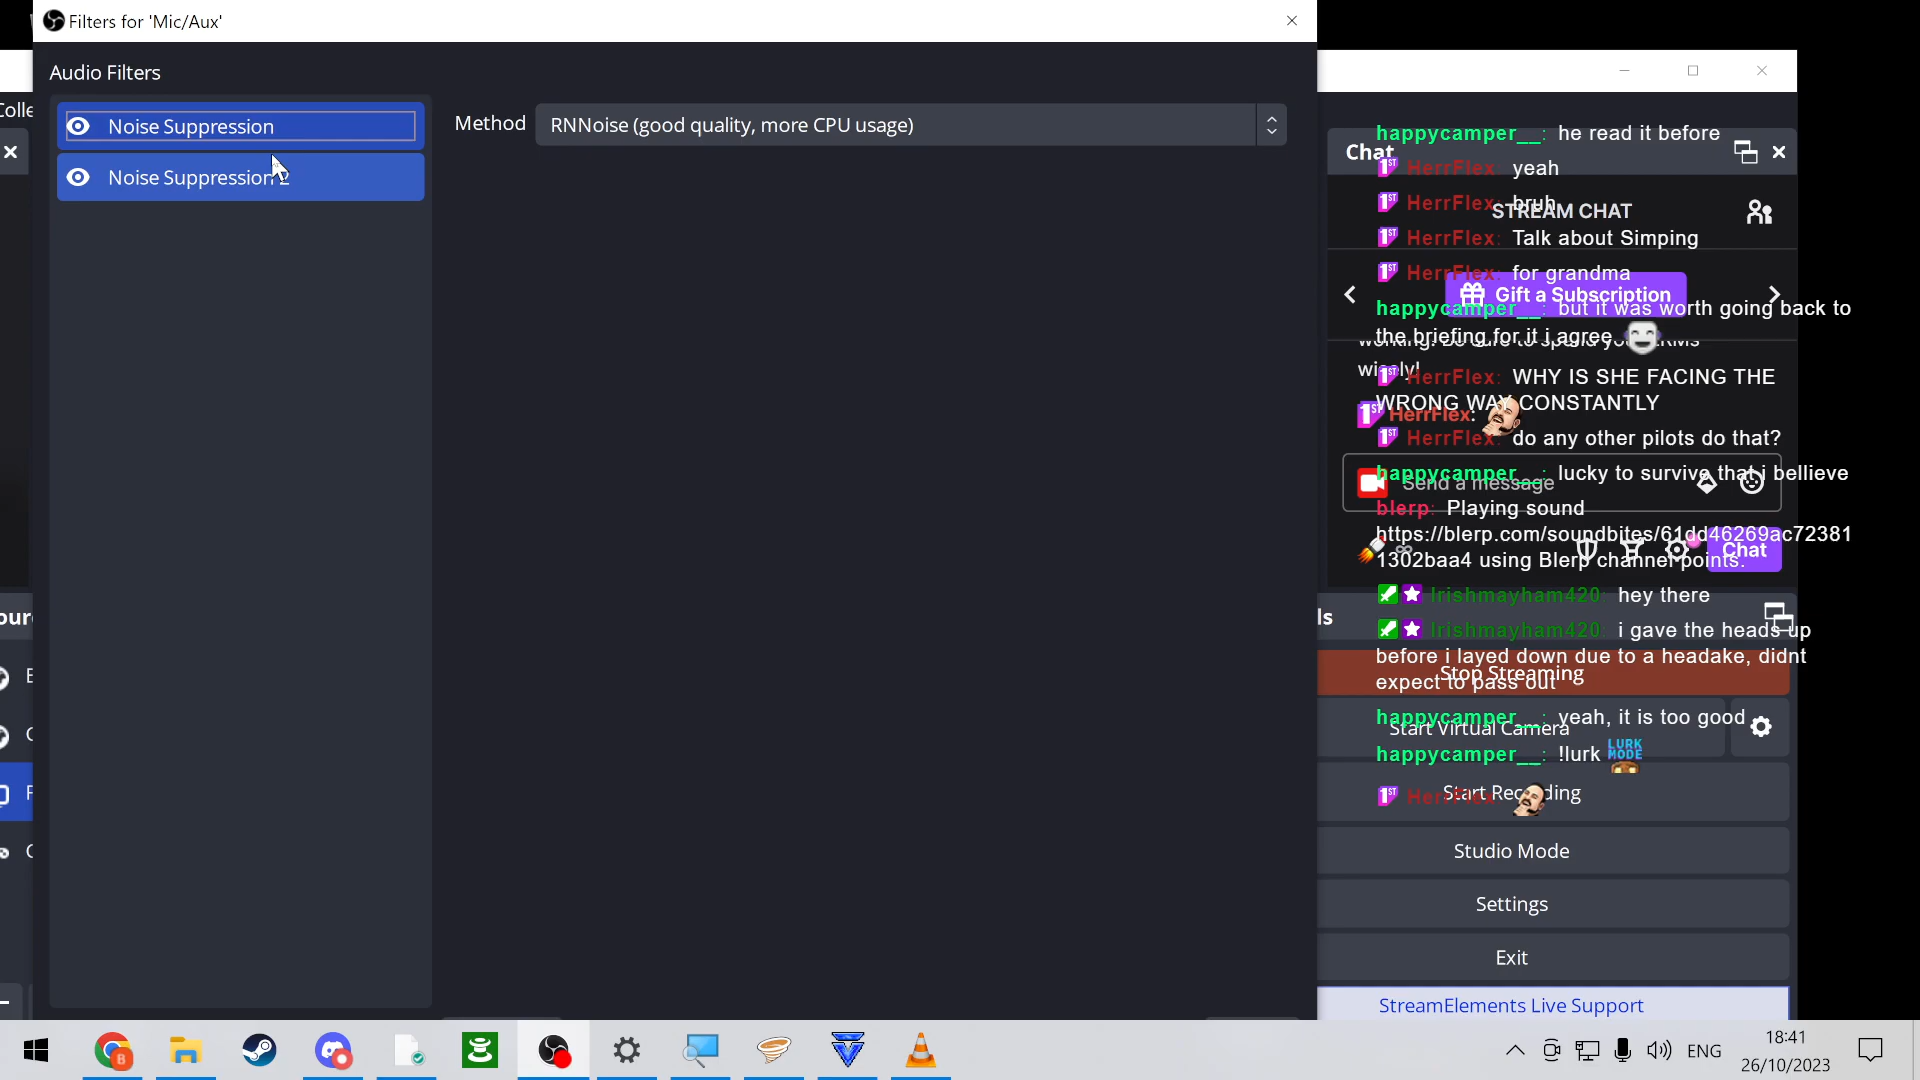 Filters for 'Mic/Aux'
Audio Filters
Noise Suppression
Noise Suppression 2
Method
RNNoise (good quality, more CPU usage)
Colle
Chat
happycamper__: he read it before
HerrFlex: yeah
HerrFlex: bruh
STREAM CHAT
HerrFlex: Talk about Simping
HerrFlex: for grandma
Gift a Subscription
happycamper__: but it was worth going back to
the briefing for it i agree
wisely!
HerrFlex: WHY IS SHE FACING THE
WRONG WAY CONSTANTLY
HerrFlex:
HerrFlex: do any other pilots do that?
happycamper__: lucky to survive that i bellieve
Send a message
blerp: Playing sound
https://blerp.com/soundbites/61dd46269ac72381
1302baa4 using Blerp channel points.
Chat
Irishmayham420: hey there
Irishmayham420: i gave the heads up
before i layed down due to a headake, didnt
expect to pass out
Stop Streaming
happycamper__: yeah, it is too good
Start Virtual Camera
happycamper__: !lurk LURK MODE
HerrFlex:
Start Recording
Studio Mode
Settings
Exit
StreamElements Live Support
ls
our
ENG
18:41
26/10/2023